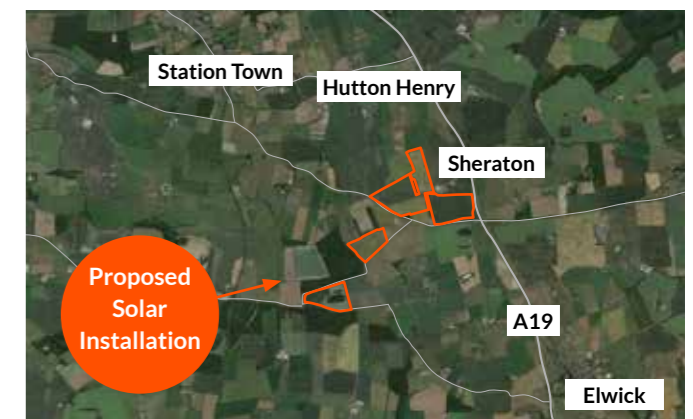 Station Town
Hutton Henry
Sheraton
Proposed
Solar
Installation
A19
Elwick